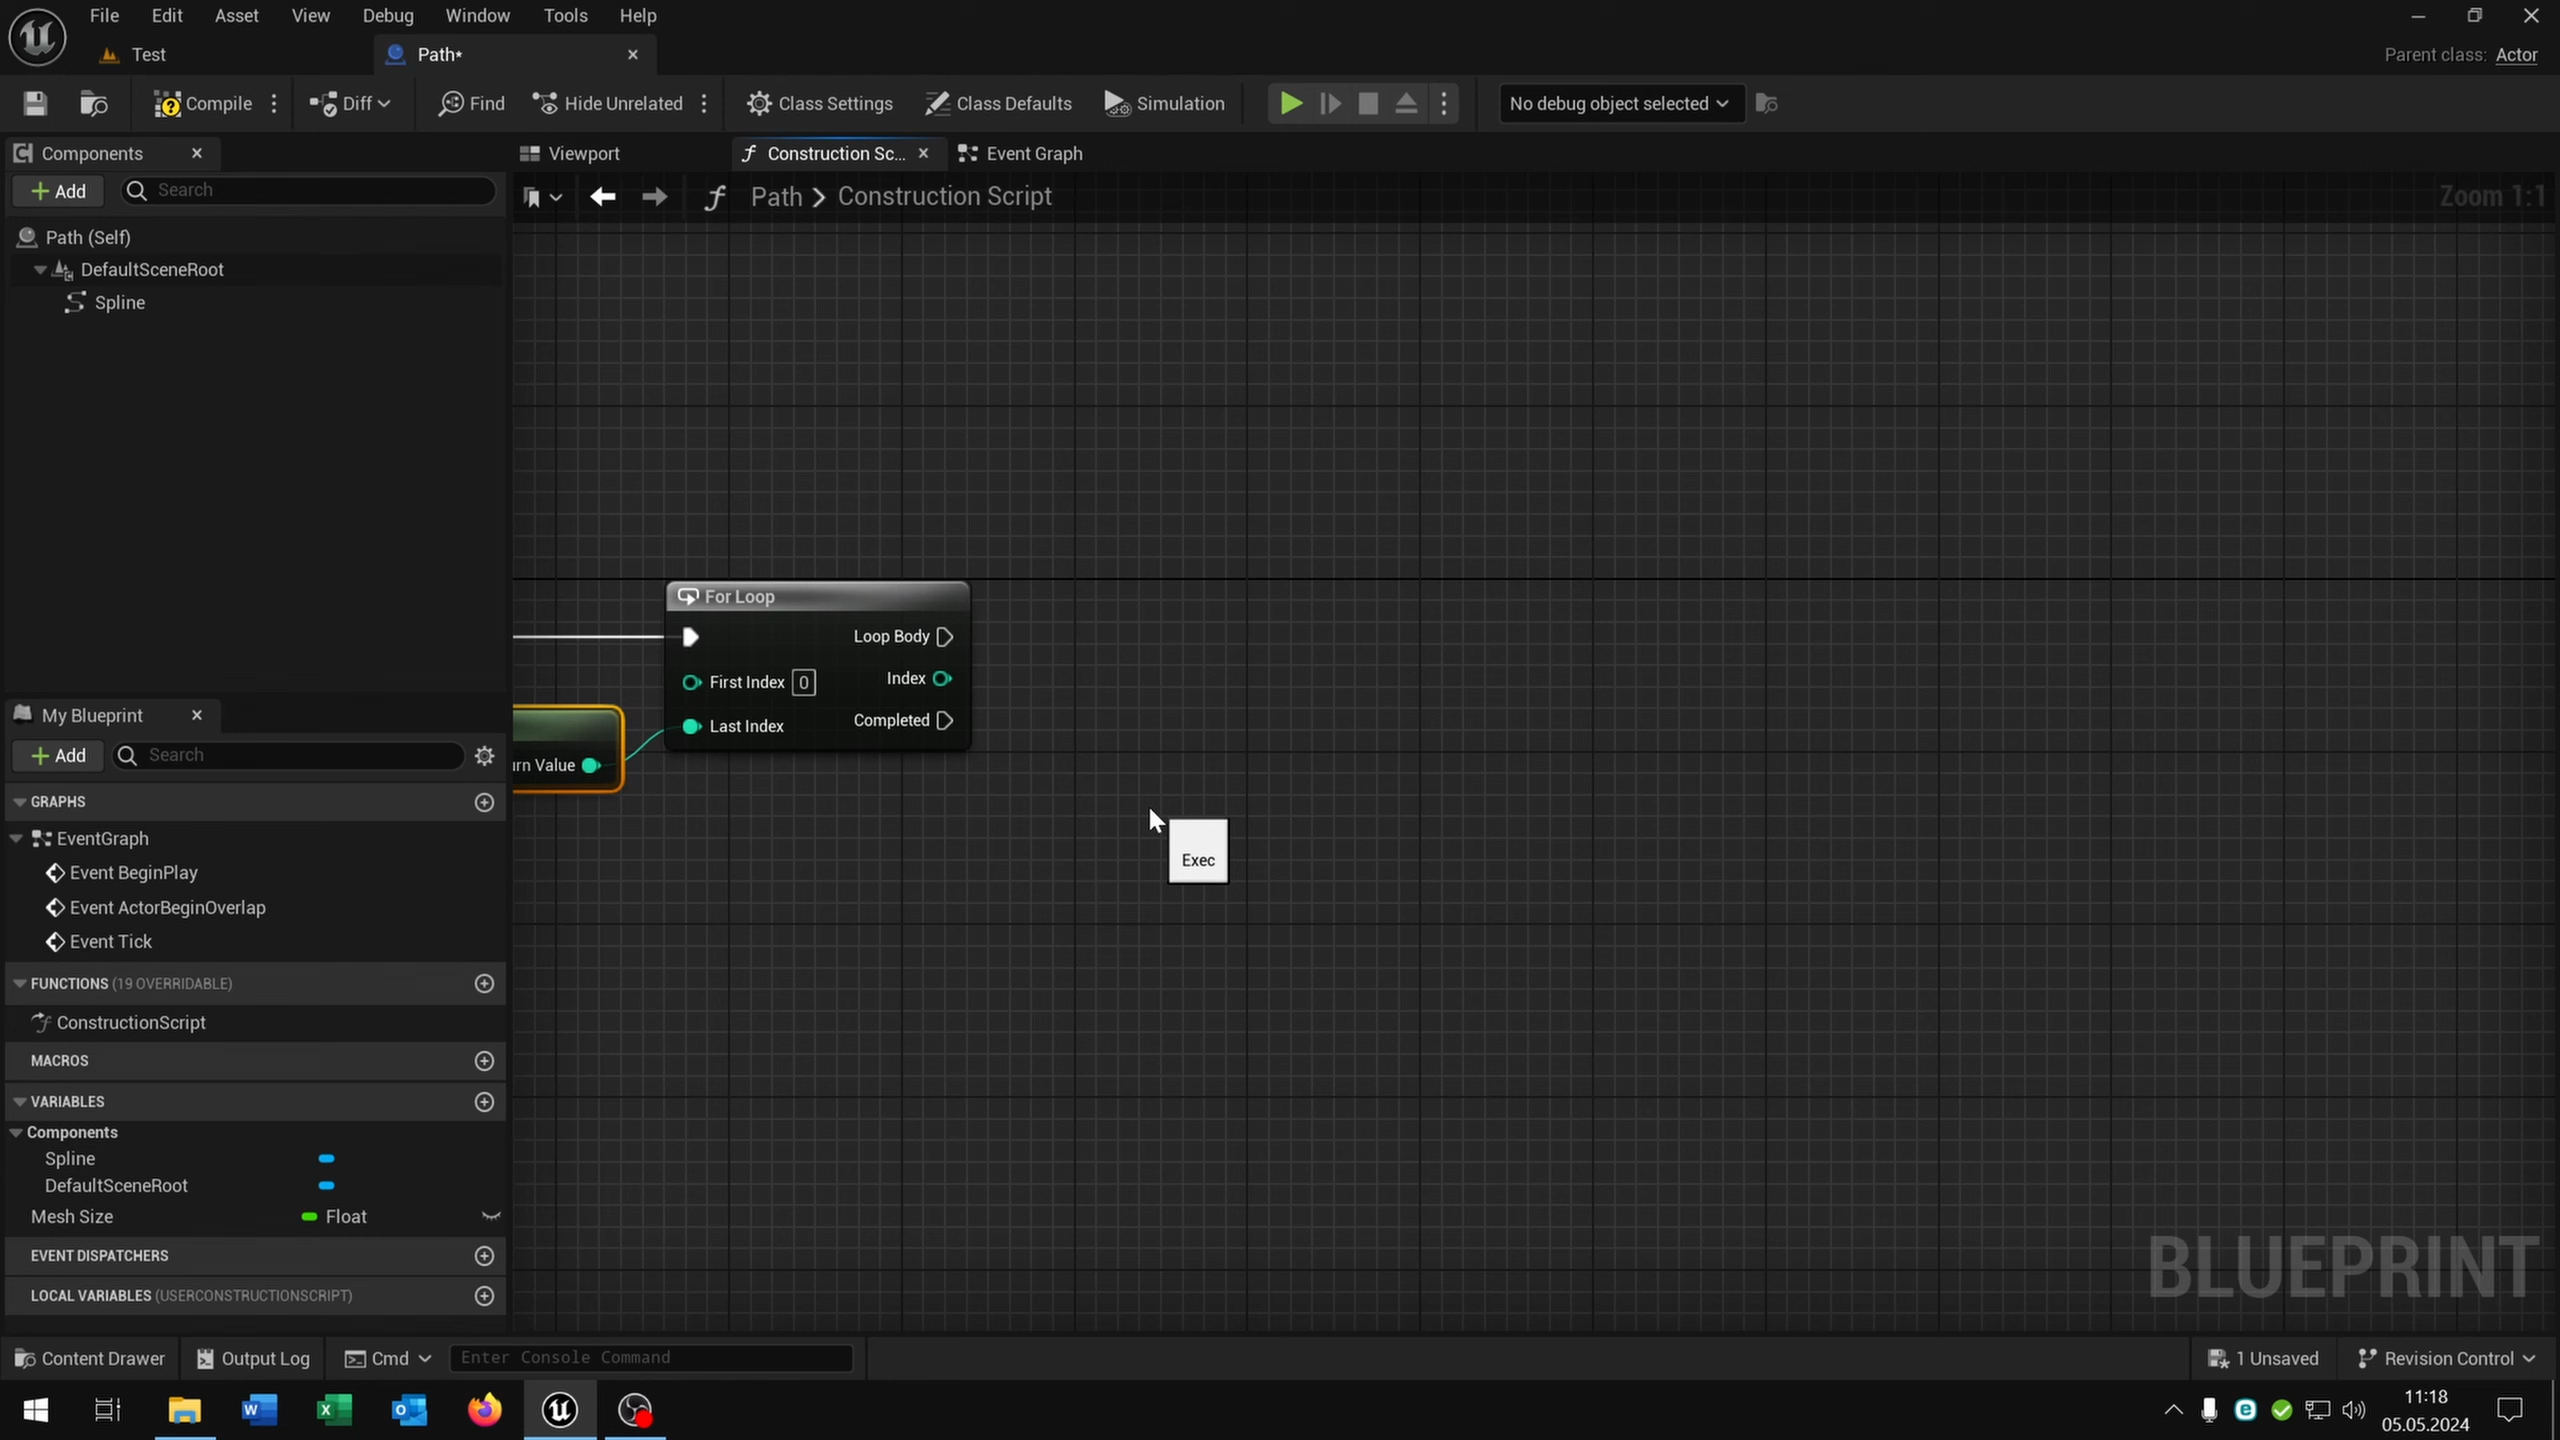 File Edit Asset View Debug Window Tools Help
Test Path* Parent class: Actor
Compile Diff Find Hide Unrelated Class Settings Class Defaults Simulation No debug object selected
Components Viewport Construction Sc... Event Graph
Add Search Path > Construction Script Zoom 1:1
Path (Self)
DefaultSceneRoot
Spline
For Loop
Loop Body
First Index 0 Index
Last Index Completed
urn Value
Exec
My Blueprint
Add Search
GRAPHS
EventGraph
Event BeginPlay
Event ActorBeginOverlap
Event Tick
FUNCTIONS (19 OVERRIDABLE)
ConstructionScript
MACROS
VARIABLES
Components
Spline
DefaultSceneRoot
Mesh Size Float
EVENT DISPATCHERS
LOCAL VARIABLES (USERCONSTRUCTIONSCRIPT)
BLUEPRINT
Content Drawer Output Log Cmd Enter Console Command 1 Unsaved Revision Control
11:18
05.05.2024